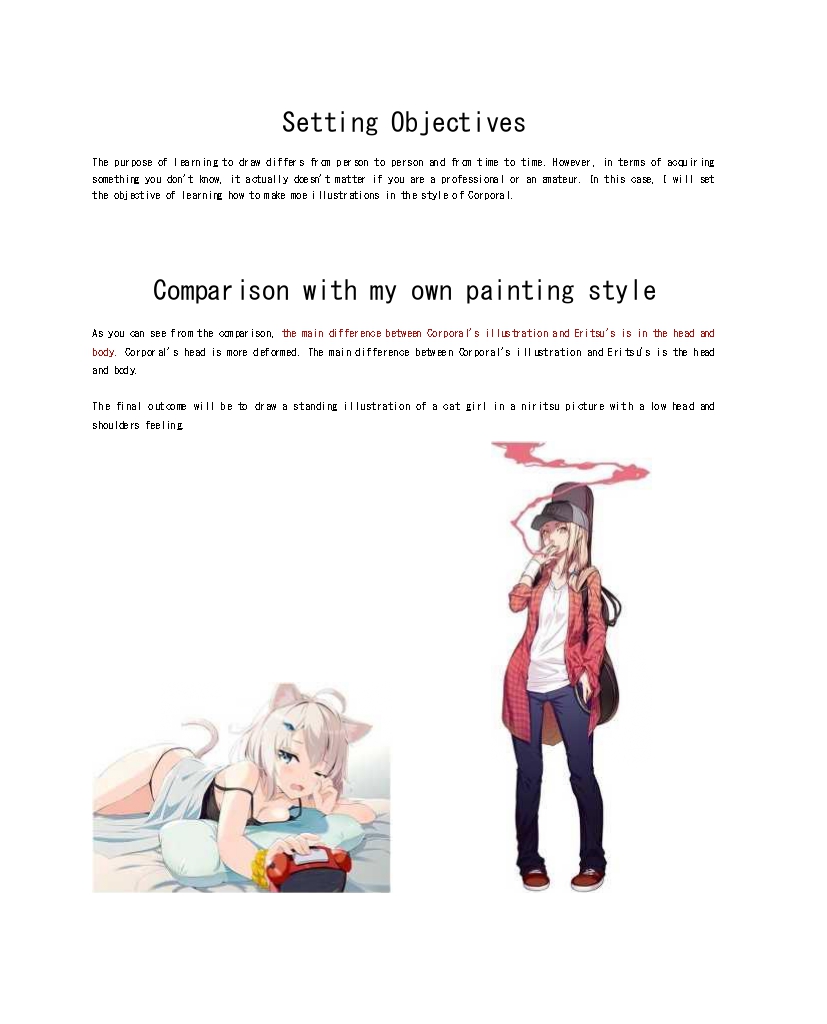 Setting Objectives
The purpose of learning to draw differs from person to person and from time to time. However, in terms of acquiring
something you don't know, it actually doesn't matter if you are a professional or an amateur. In this case, I will set
the objective of learning how to make moe illustrations in the style of Corporal.
Comparison with my own painting style
As you can see from the comparison, the main difference between Corporal's illustration and Eritsu's is in the head and
body. Corporal's head is more deformed. The main difference between Corporal's illustration and Eritsu's is the head
and body.
The final outcome will be to draw a standing illustration of a cat girl in a niritsu picture with a low head and
shoulders feeling.